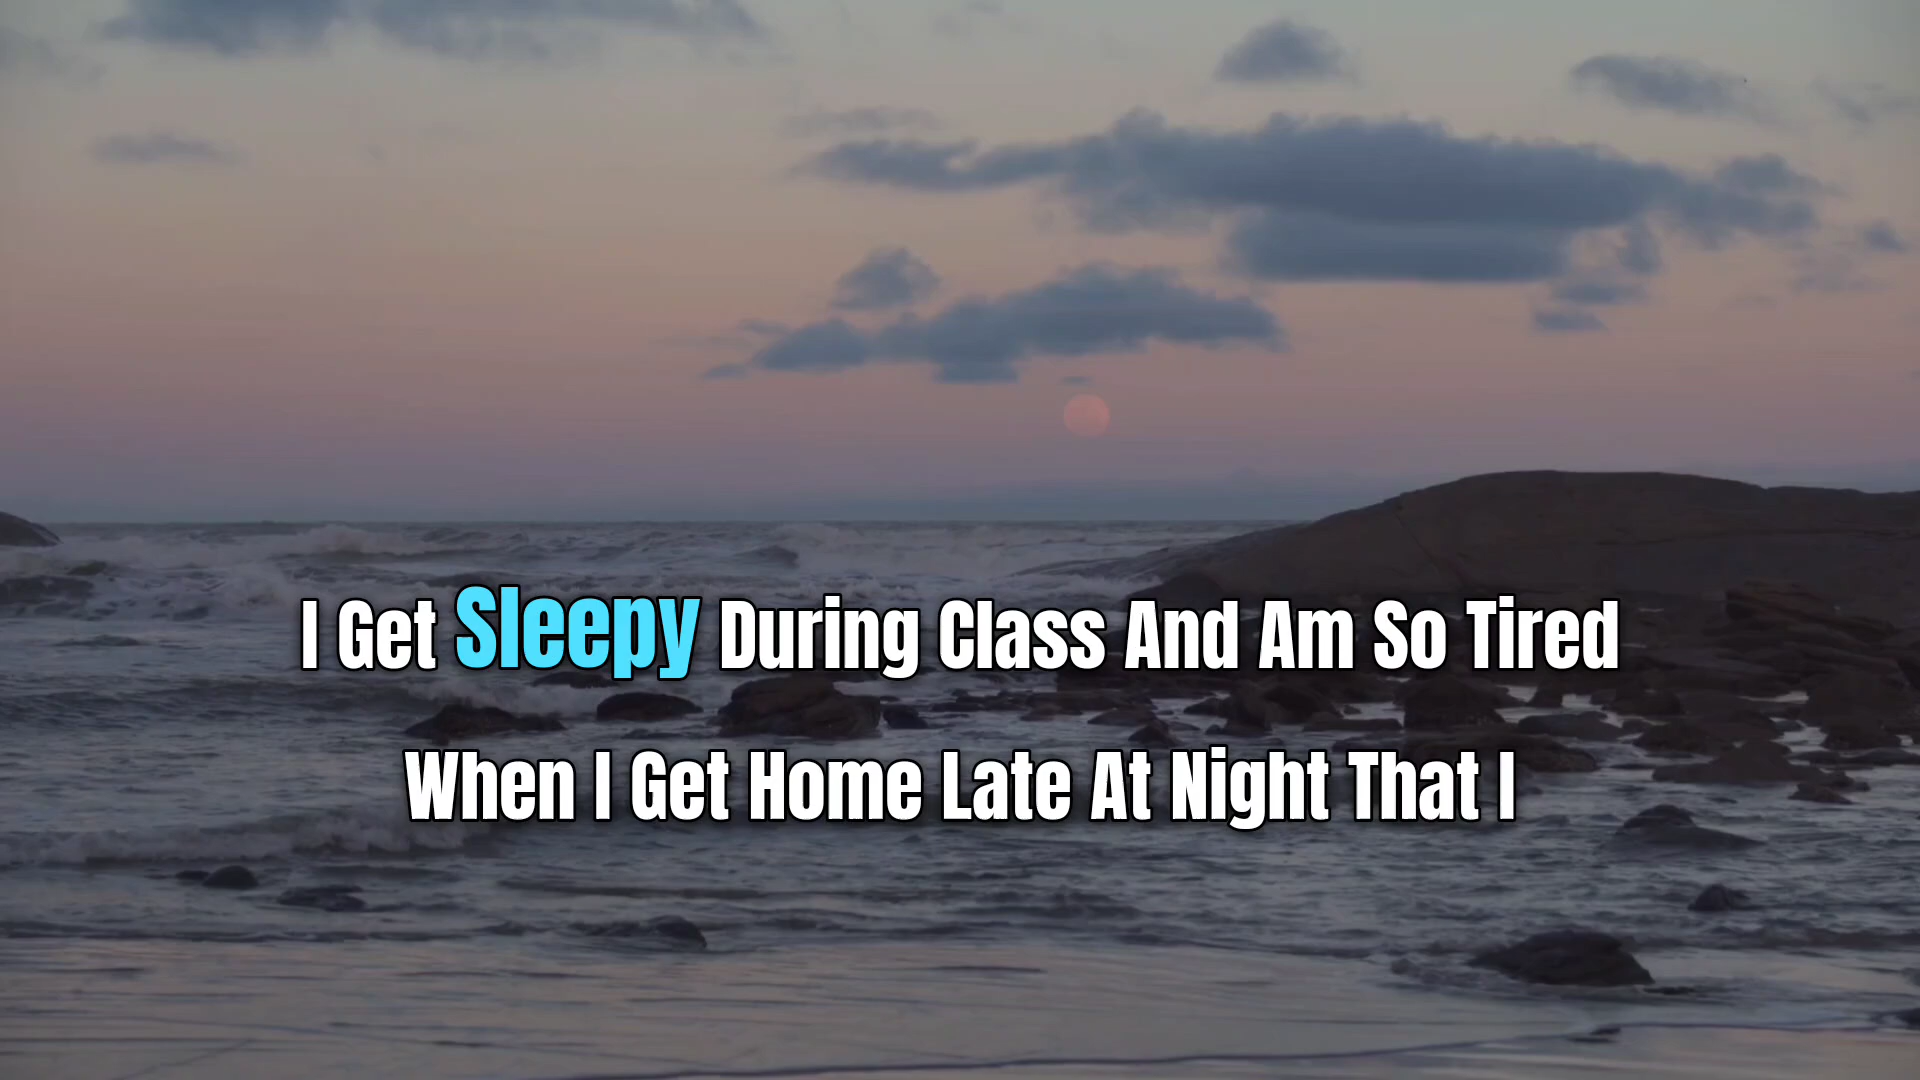 I Get Sleepy During Class And Am So Tired
When I Get Home Late At Night That I